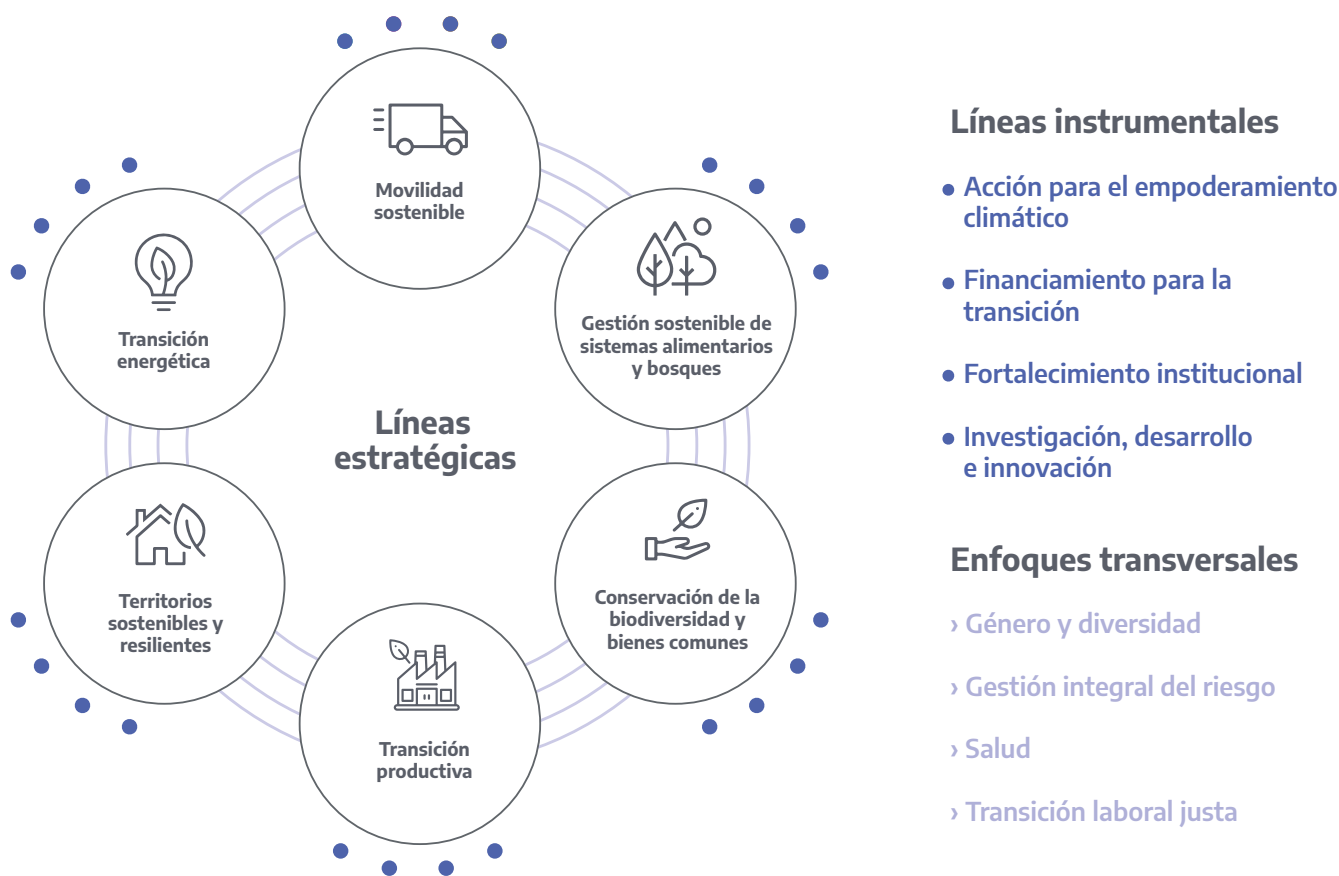 Movilidad
sostenible
Gestión sostenible de
sistemas alimentarios
y bosques
Transición
energética
Líneas
estratégicas
Territorios
sostenibles y
resilientes
Conservación de la
biodiversidad y
bienes comunes
Transición
productiva
Líneas instrumentales
• Acción para el empoderamiento
climático
• Financiamiento para la
transición
• Fortalecimiento institucional
• Investigación, desarrollo
e innovación
Enfoques transversales
› Género y diversidad
› Gestión integral del riesgo
› Salud
› Transición laboral justa